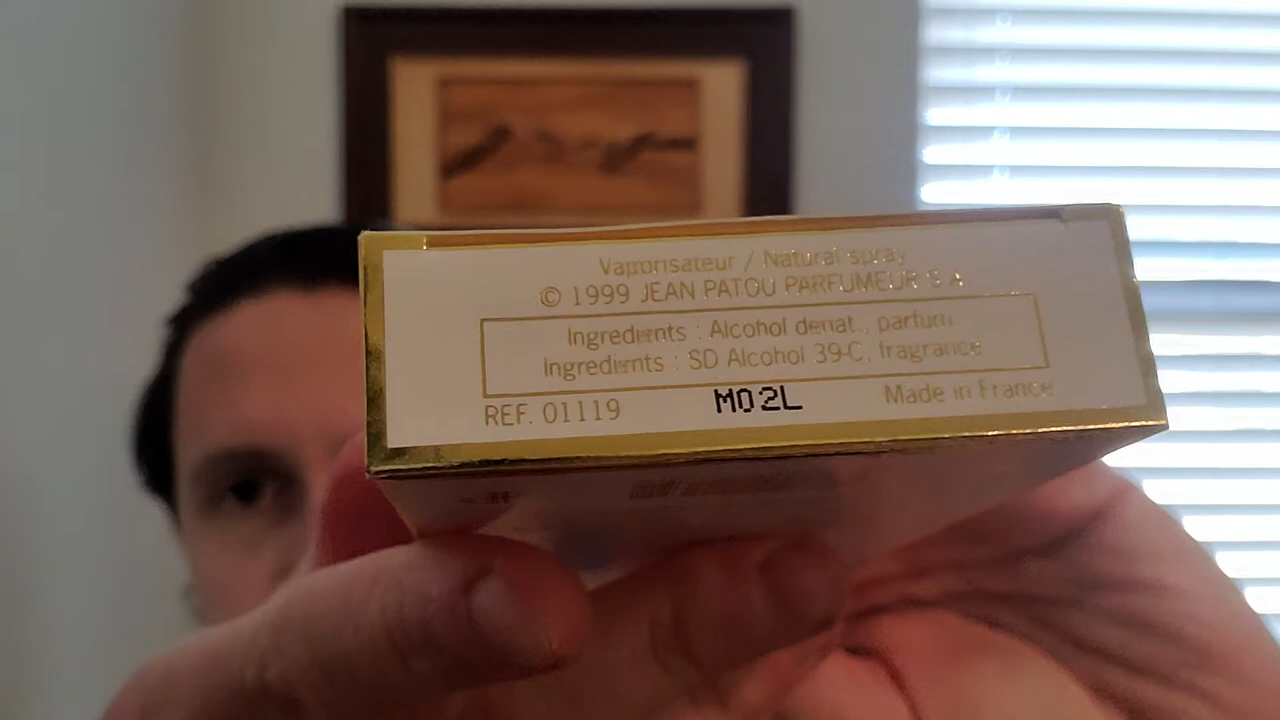 Vaporisateur / Natural spray
© 1999 JEAN PATOU PARFUMEUR S A.
Ingredients : Alcohol denat., parfum
Ingredients : SD Alcohol 39-C, fragrance
REF. 01119 M02L Made in France